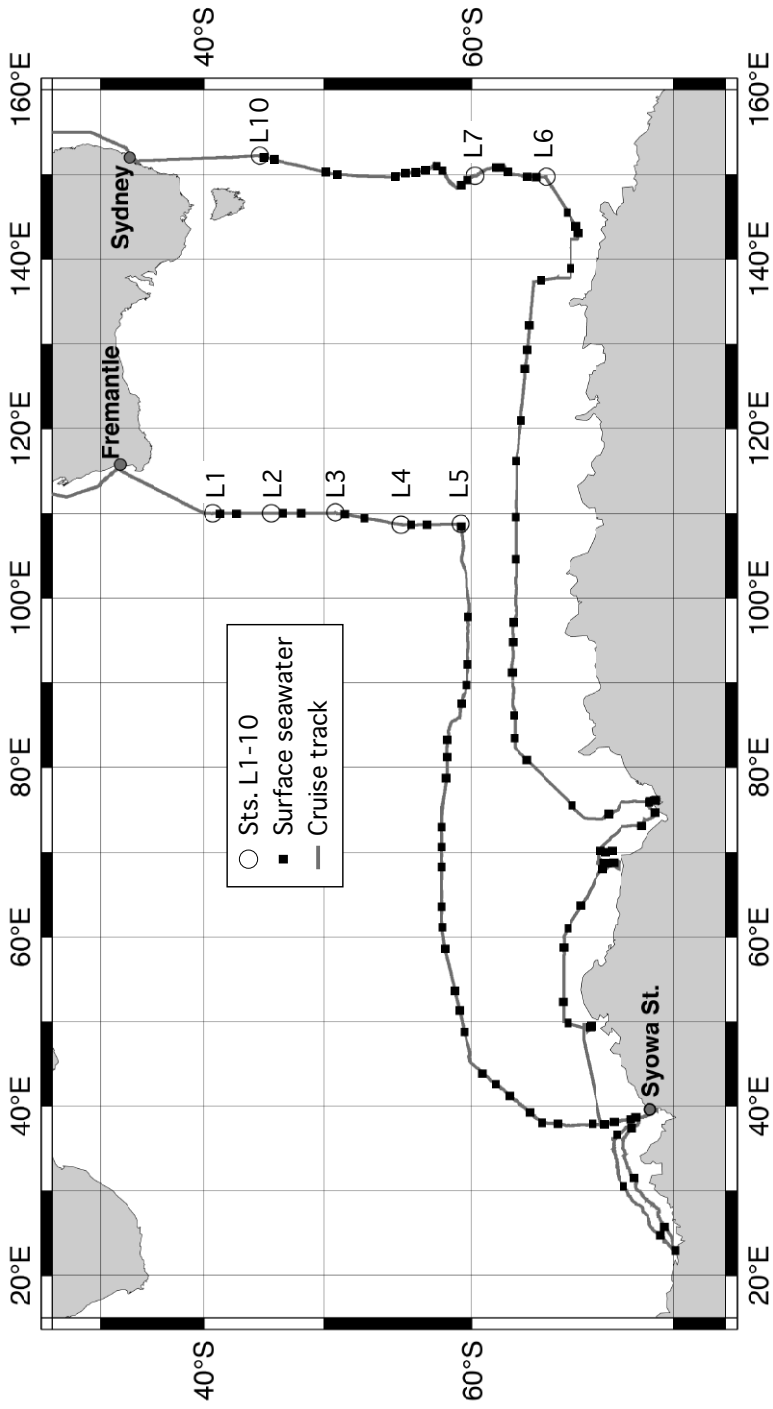 20°E 40°E 60°E 80°E 100°E 120°E 140°E 160°E
40°S
60°S
40°S
60°S
Fremantle
Sydney
L1
L2
L3
L4
L5
L10
L7
L6
Sts. L1-10
Surface seawater
Cruise track
Syowa St.
20°E 40°E 60°E 80°E 100°E 120°E 140°E 160°E